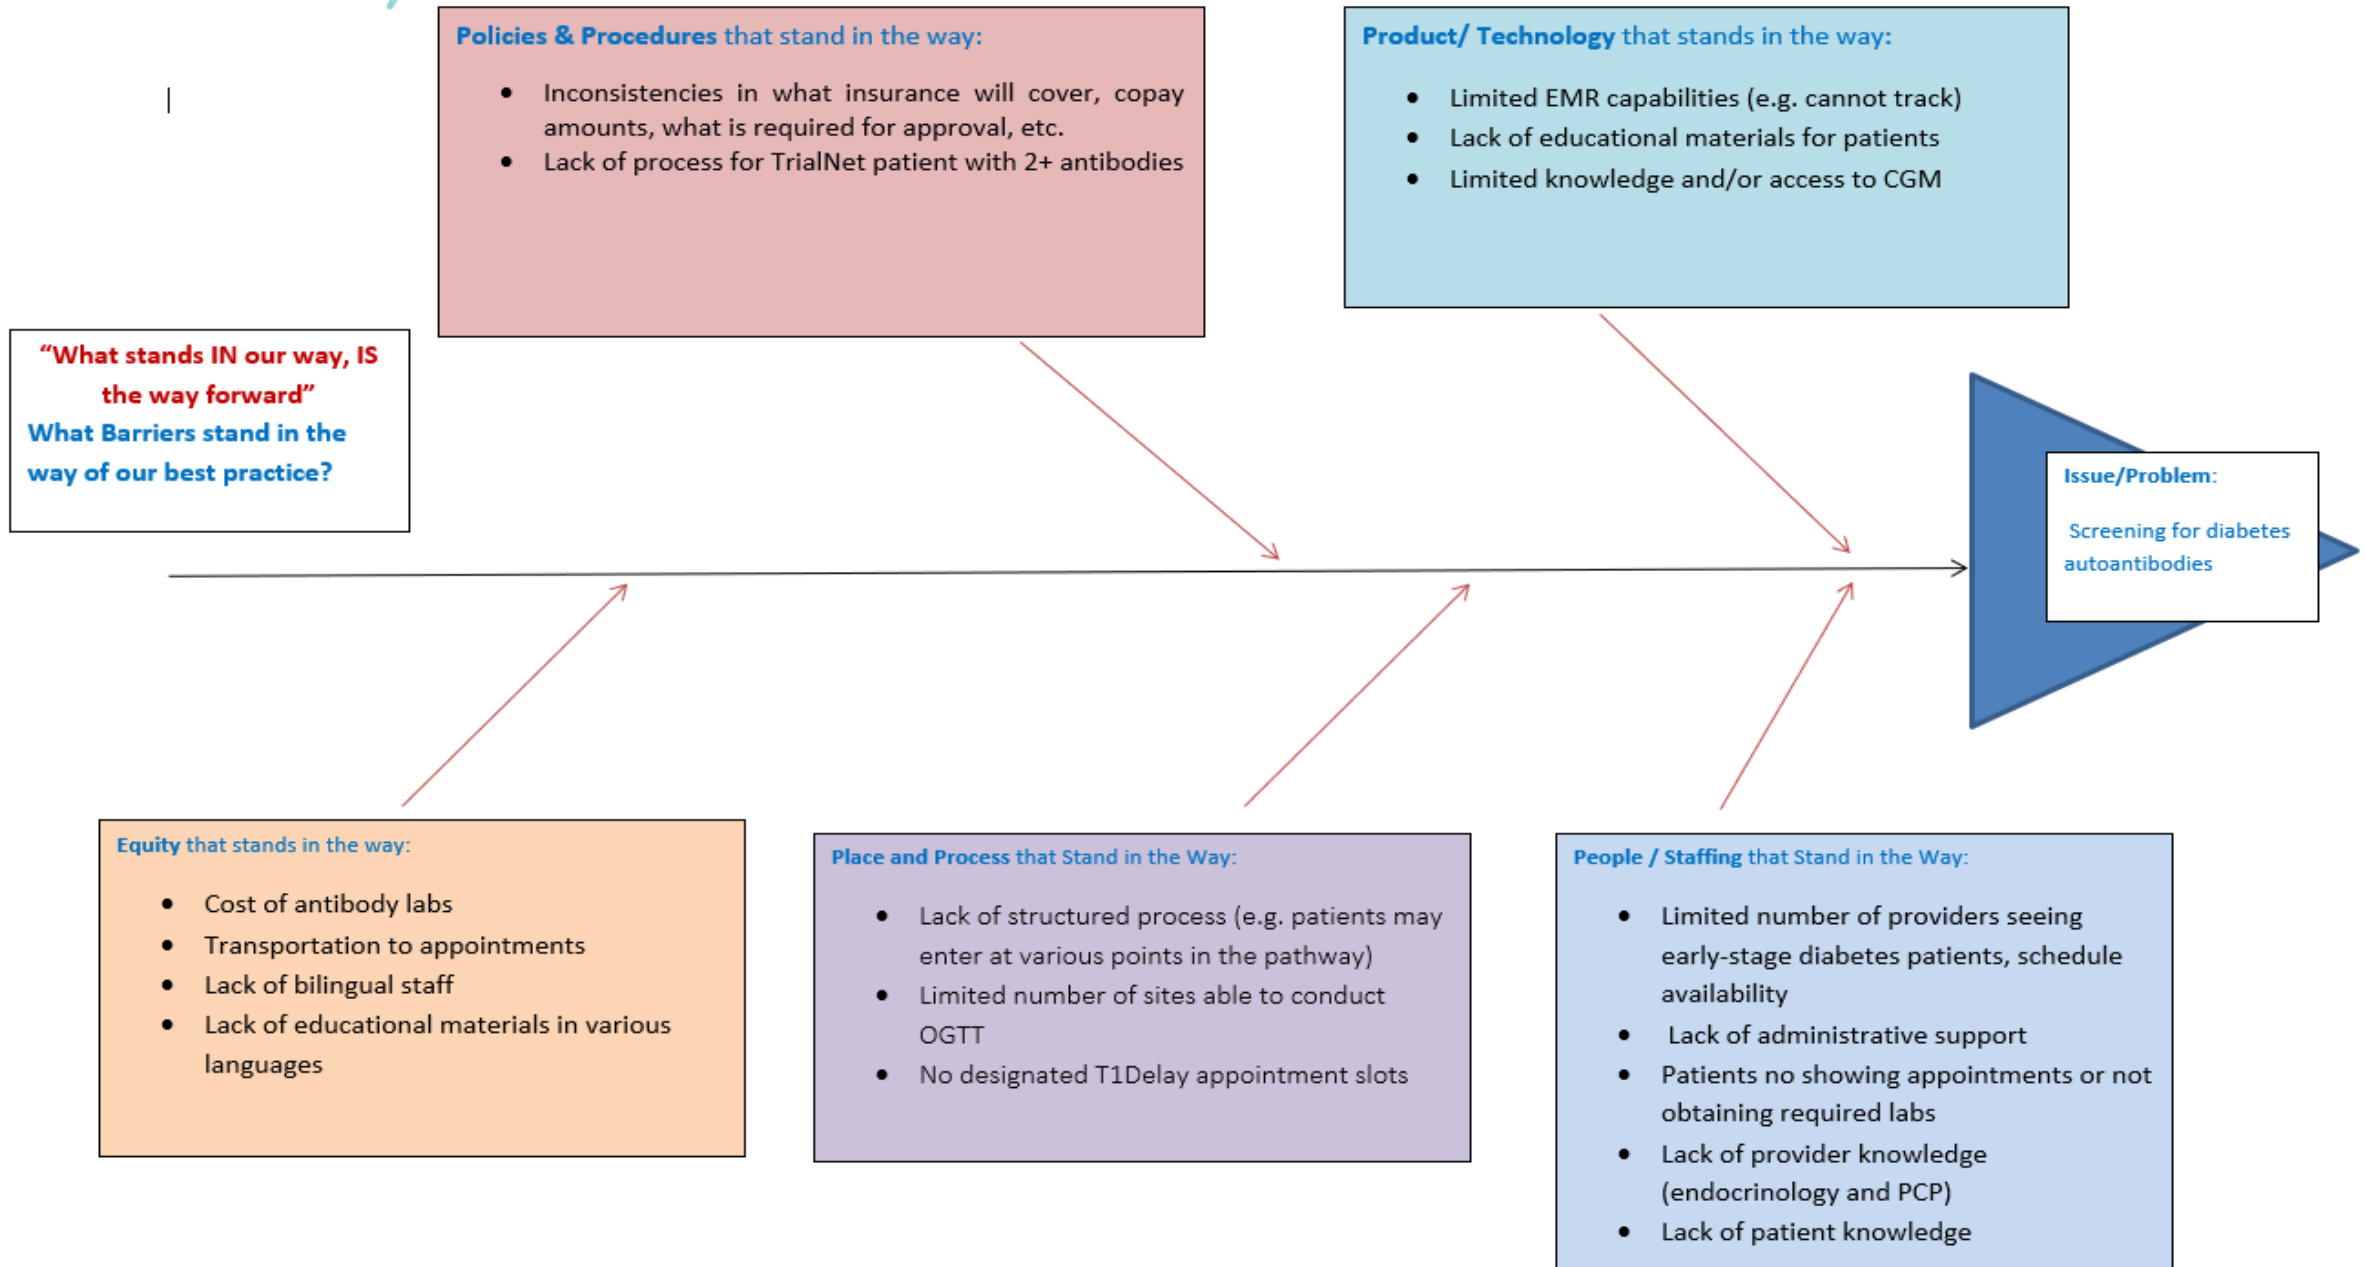 Policies & Procedures that stand in the way:
• Inconsistencies in what insurance will cover, copay
amounts, what is required for approval, etc.
• Lack of process for TrialNet patient with 2+ antibodies
Product/ Technology that stands in the way:
• Limited EMR capabilities (e.g. cannot track)
• Lack of educational materials for patients
• Limited knowledge and/or access to CGM
“What stands IN our way, IS
the way forward”
What Barriers stand in the
way of our best practice?
Issue/Problem:
Screening for diabetes
autoantibodies
Equity that stands in the way:
• Cost of antibody labs
• Transportation to appointments
• Lack of bilingual staff
• Lack of educational materials in various
languages
Place and Process that Stand in the Way:
• Lack of structured process (e.g. patients may
enter at various points in the pathway)
• Limited number of sites able to conduct
OGTT
• No designated T1Delay appointment slots
People / Staffing that Stand in the Way:
• Limited number of providers seeing
early-stage diabetes patients, schedule
availability
• Lack of administrative support
• Patients no showing appointments or not
obtaining required labs
• Lack of provider knowledge
(endocrinology and PCP)
• Lack of patient knowledge